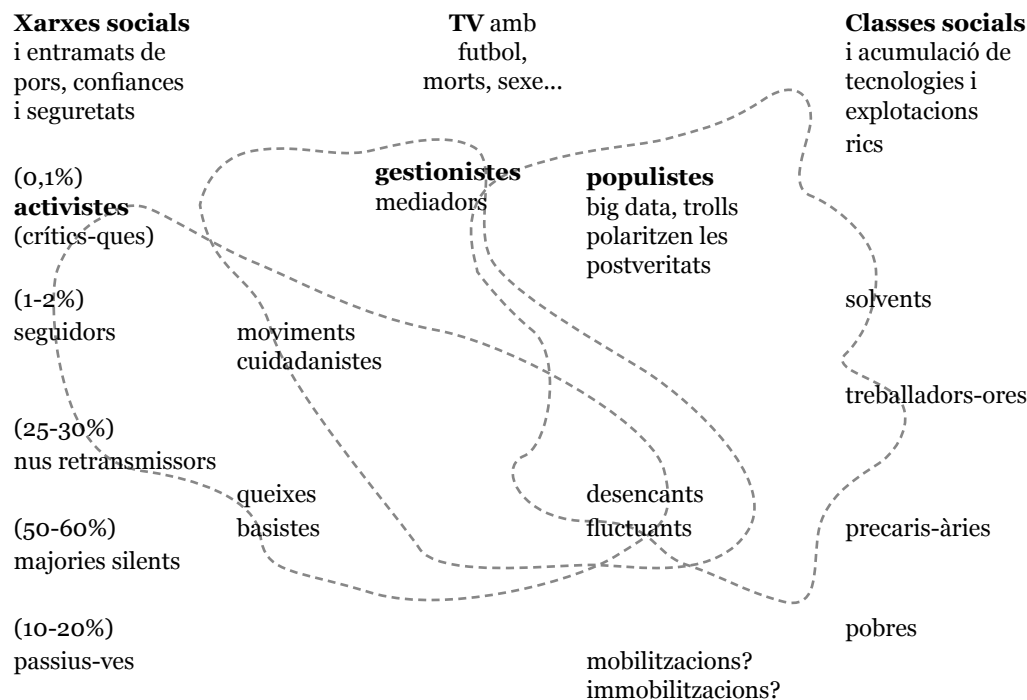 Xarxes socials
i entramats de
pors, confiances
i seguretats
TV amb
futbol,
morts, sexe...
Classes socials
i acumulació de
tecnologies i
explotacions
rics
(0,1%)
activistes
(crítics-ques)
gestionistes
mediadors
populistes
big data, trolls
polaritzen les
postveritats
(1-2%)
seguidors
moviments
cuidadanistes
solvents
treballadors-ores
(25-30%)
nus retransmissors
queixes
basistes
desencants
fluctuants
(50-60%)
majories silents
precaris-àries
(10-20%)
passius-ves
pobres
mobilitzacions?
immobilitzacions?